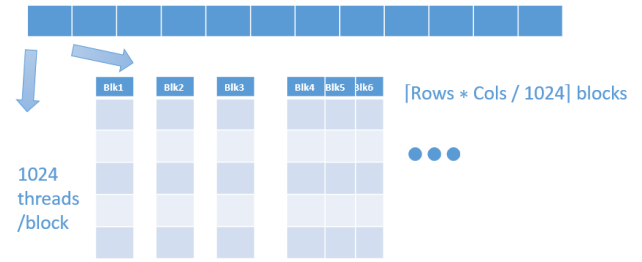 Blk1 Blk2 Blk3 Blk4 Blk5 Blk6 ⌈Rows ∗ Cols / 1024⌉ blocks
1024
threads
/block